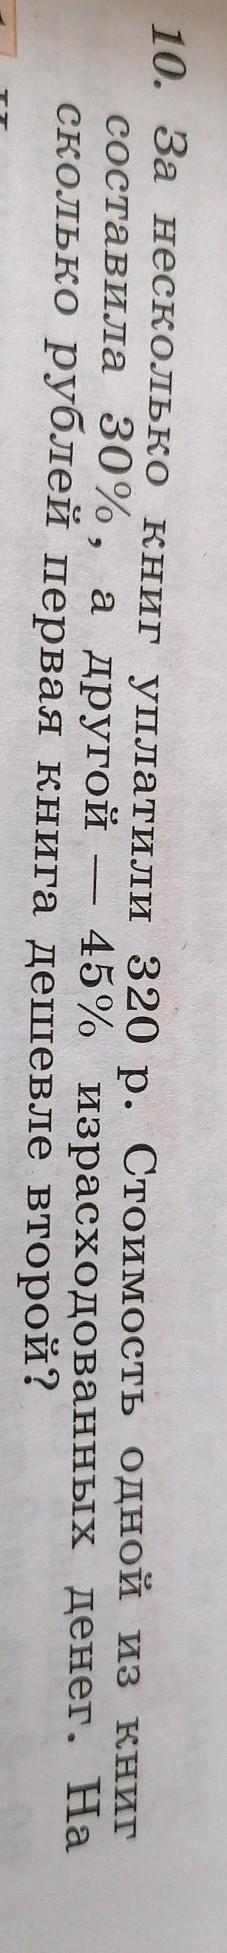 10. За несколько книг уплатили 320 р. Стоимость одной из книг
составила 30%, а другой — 45% израсходованных денег. На
сколько рублей первая книга дешевле второй?